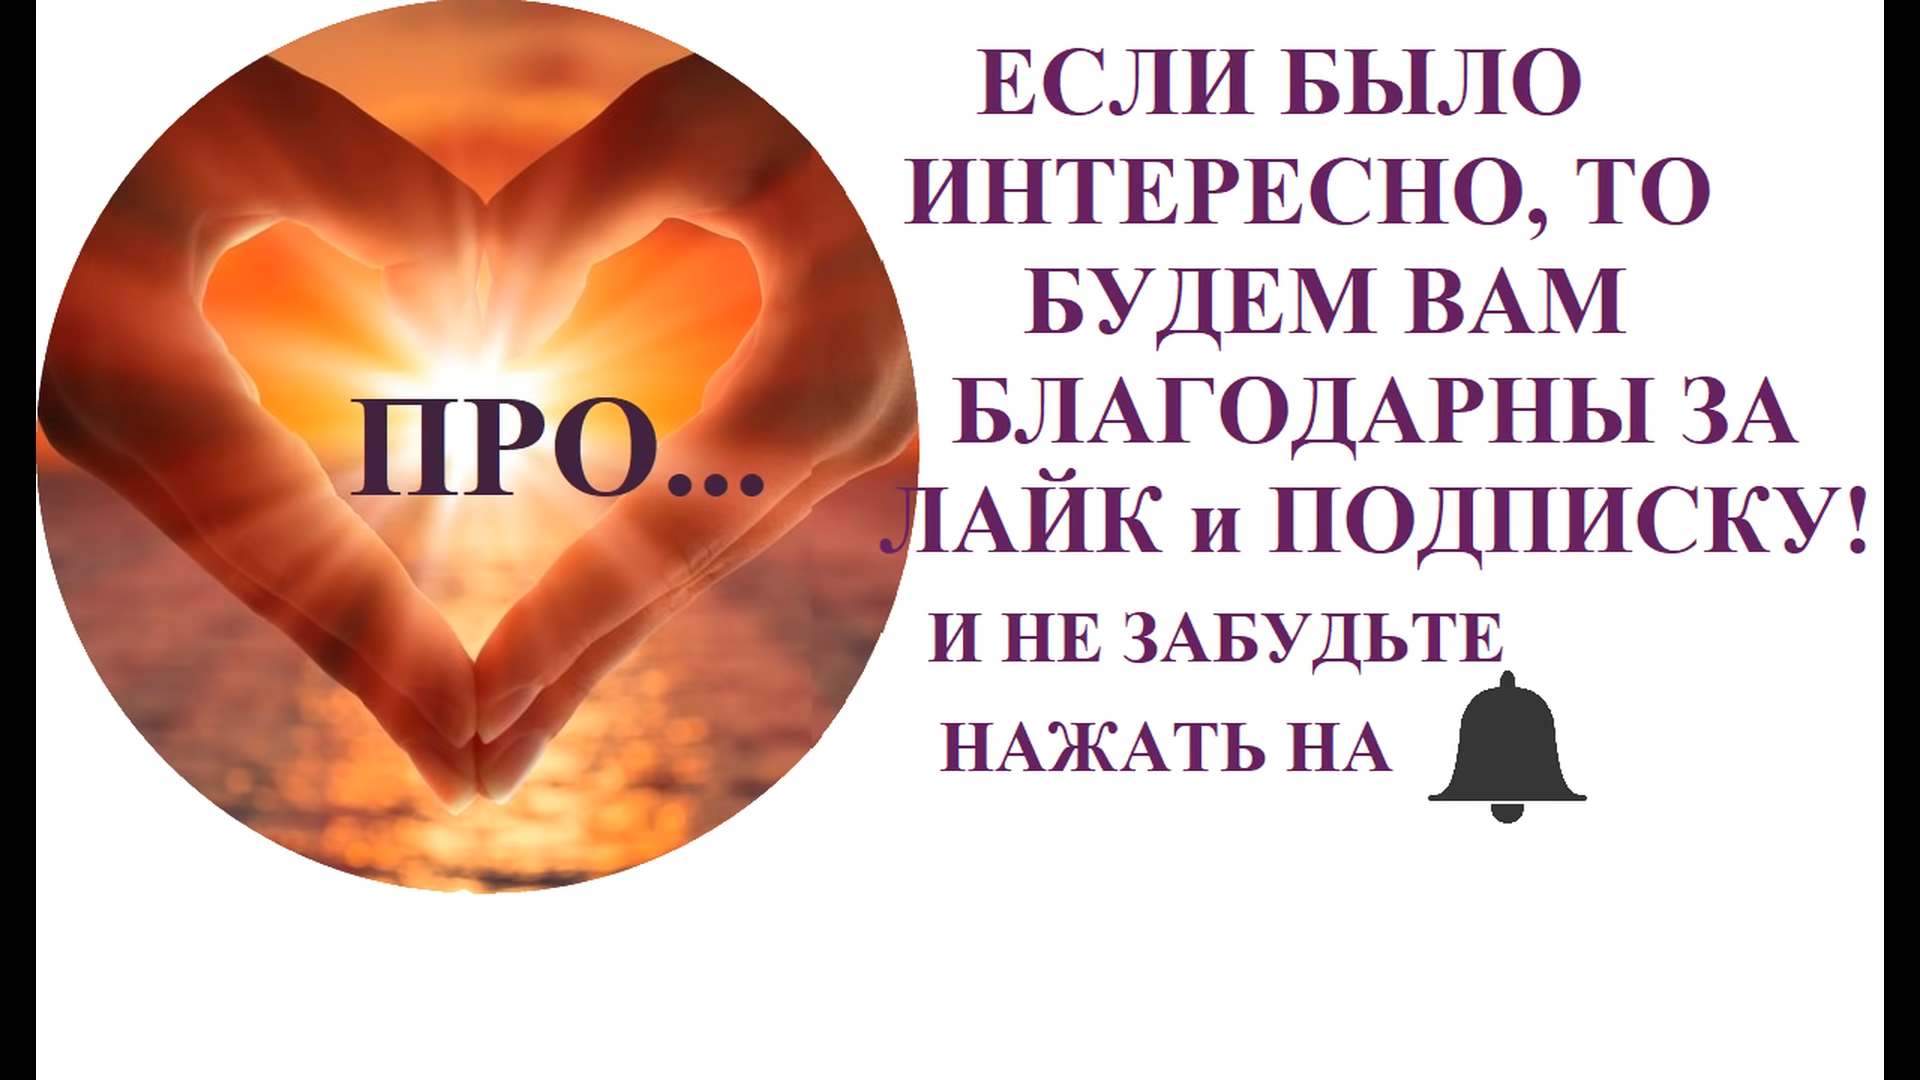 ПРО...
ЕСЛИ БЫЛО
ИНТЕРЕСНО, ТО
БУДЕМ ВАМ
БЛАГОДАРНЫ ЗА
ЛАЙК и ПОДПИСКУ!
И НЕ ЗАБУДЬТЕ
НАЖАТЬ НА